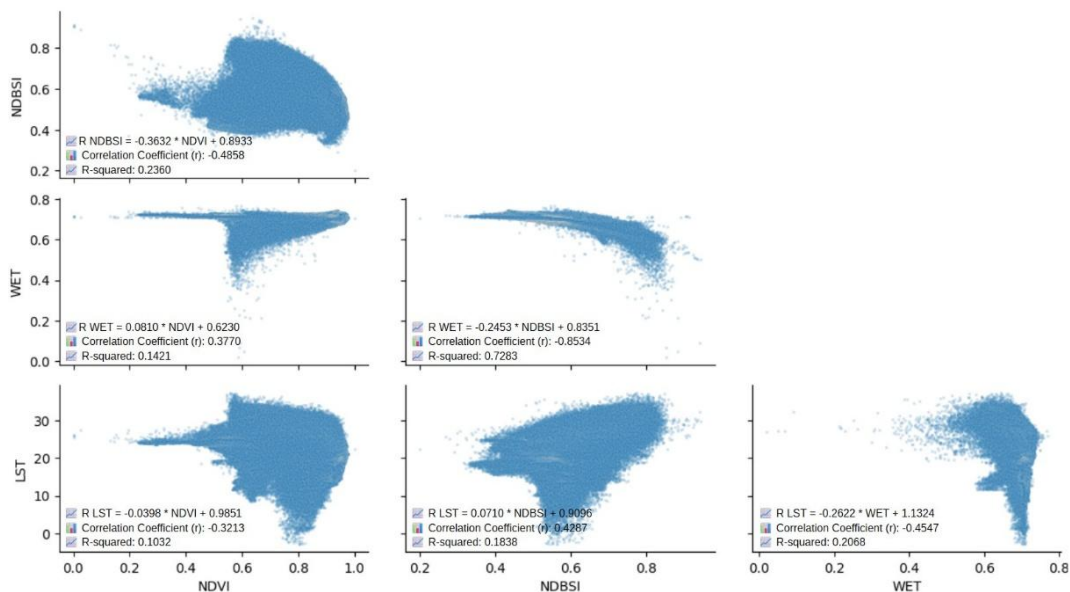 NDBSI
0.8
0.6
0.4
0.2
R NDBSI = -0.3632 * NDVI + 0.8933
Correlation Coefficient (r): -0.4858
R-squared: 0.2360
WET
0.8
0.6
0.4
0.2
0.0
R WET = 0.0810 * NDVI + 0.6230
Correlation Coefficient (r): 0.3770
R-squared: 0.1421
R WET = -0.2453 * NDBSI + 0.8351
Correlation Coefficient (r): -0.8534
R-squared: 0.7283
LST
30
20
10
0
R LST = -0.0398 * NDVI + 0.9851
Correlation Coefficient (r): -0.3213
R-squared: 0.1032
R LST = 0.0710 * NDBSI + 0.9096
Correlation Coefficient (r): 0.4287
R-squared: 0.1838
R LST = -0.2622 * WET + 1.1324
Correlation Coefficient (r): -0.4547
R-squared: 0.2068
0.0 0.2 0.4 0.6 0.8 1.0
NDVI
0.2 0.4 0.6 0.8
NDBSI
0.0 0.2 0.4 0.6 0.8
WET